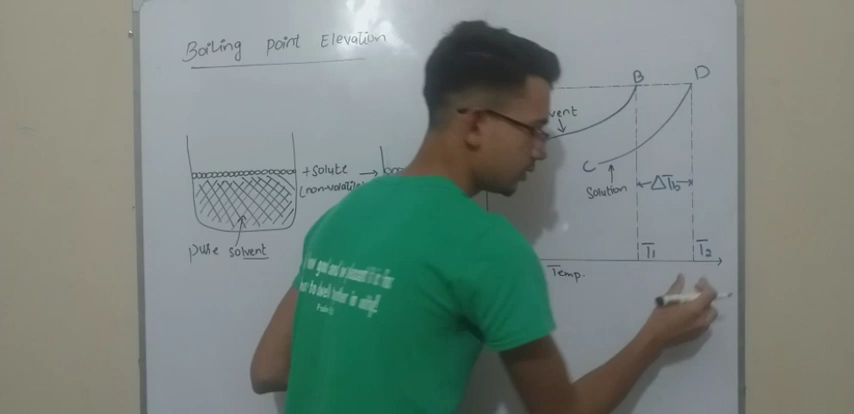 Boiling Point Elevation
B D
vent
+ solute →
(non-volatile
C
Solution
ΔTb
pure solvent
T1 T2
Temp.